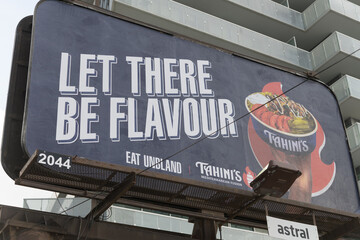 LET THERE
BE FLAVOUR
EAT UNBLAND
TAHINI'S
TAHINI'S
2044
astral